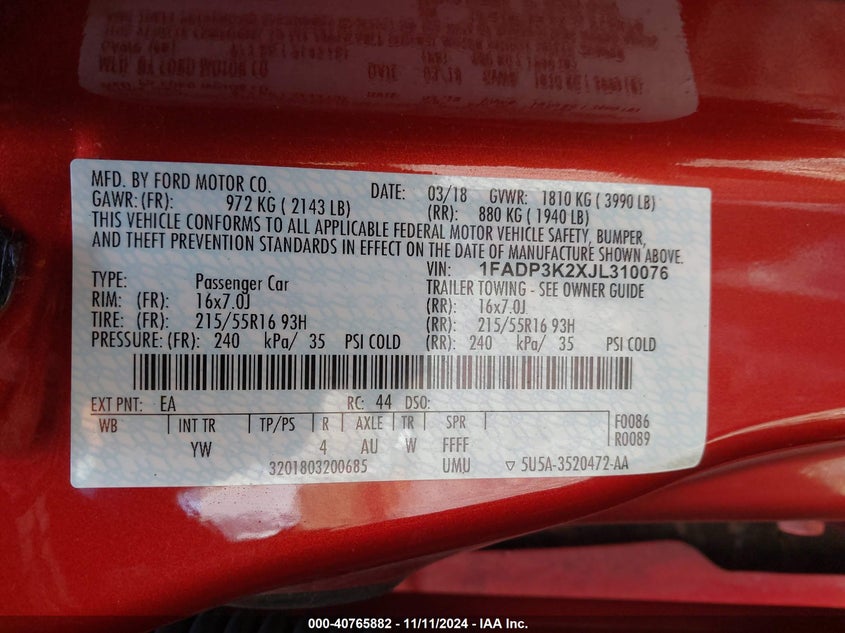 MFD. BY FORD MOTOR CO. DATE: 03/18 GVWR: 1810 KG ( 3990 LB)
GAWR: (FR): 972 KG ( 2143 LB) (RR): 880 KG ( 1940 LB)
THIS VEHICLE CONFORMS TO ALL APPLICABLE FEDERAL MOTOR VEHICLE SAFETY, BUMPER,
AND THEFT PREVENTION STANDARDS IN EFFECT ON THE DATE OF MANUFACTURE SHOWN ABOVE.
VIN: 1FADP3K2XJL310076
TYPE: Passenger Car TRAILER TOWING - SEE OWNER GUIDE
RIM: (FR): 16x7.0J (RR): 16x7.0J
TIRE: (FR): 215/55R16 93H (RR): 215/55R16 93H
PRESSURE: (FR): 240 kPa/ 35 PSI COLD (RR): 240 kPa/ 35 PSI COLD
EXT PNT: EA RC: 44 DSO:
WB INT TR TP/PS R AXLE TR SPR F0086
YW 4 AU W FFFF R0089
3201803200685 UMU ▽ 5U5A-3520472-AA
000-40765882 - 11/11/2024 - IAA Inc.